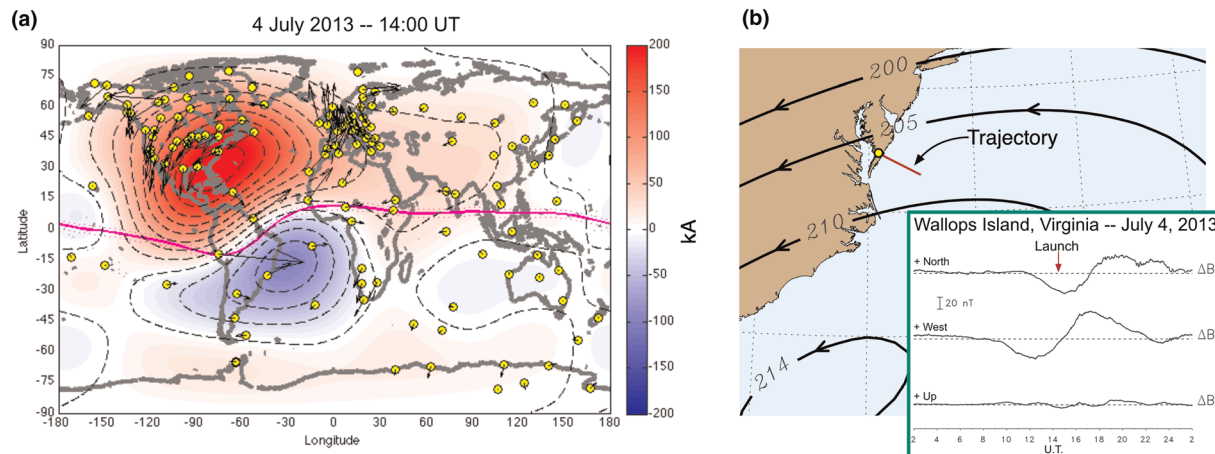 (a)
4 July 2013 -- 14:00 UT
Latitude
90
75
60
45
30
15
0
-15
-30
-45
-60
-75
-90
-180 -150 -120 -90 -60 -30 0 30 60 90 120 150 180
Longitude
200
150
100
50
0
-50
-100
-150
-200
kA
(b)
200
205
Trajectory
210
214
Wallops Island, Virginia -- July 4, 2013
Launch
+ North
ΔB
20 nT
+ West
ΔB
+ Up
ΔB
2 4 6 8 10 12 14 16 18 20 22 24 2
U.T.